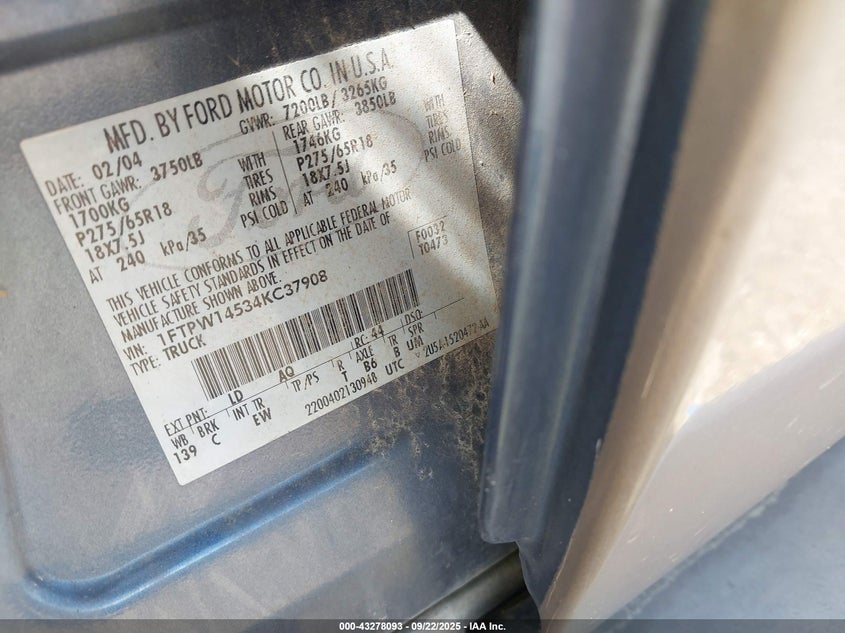 MFD. BY FORD MOTOR CO. IN U.S.A.
DATE: 02/04 GVWR: 7200LB / 3265KG
FRONT GAWR: 3750LB REAR GAWR: 3850LB
1700KG WITH 1746KG WITH
P275/65R18 TIRES P275/65R18 TIRES
18X7.5J RIMS 18X7.5J RIMS
AT 240 kPa/35 PSI COLD AT 240 kPa/35 PSI COLD
THIS VEHICLE CONFORMS TO ALL APPLICABLE FEDERAL MOTOR
VEHICLE SAFETY STANDARDS IN EFFECT ON THE DATE OF
MANUFACTURE SHOWN ABOVE.
F0032
T0473
VIN: 1FTPW14534KC37908
TYPE: TRUCK
EXT PNT: LD AQ RC: 44 DSO:
WB BRK INT TR TP/PS R AXLE TR SPR
139 C EW T B6 B UM
2200402130948 UTC
Ford
000-43278093 - 09/22/2025 - IAA Inc.